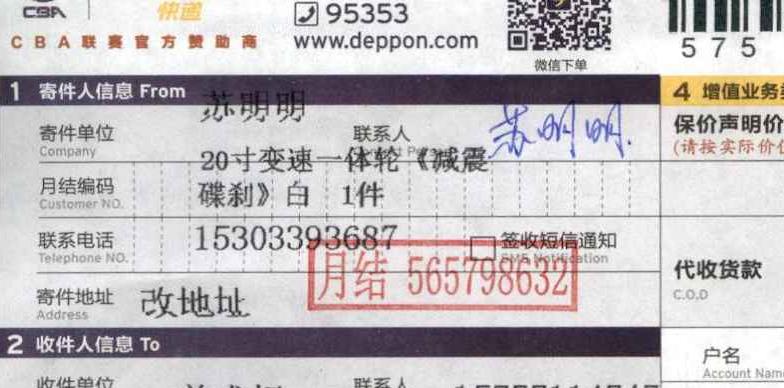 CBA 快递
95353
CBA联赛官方赞助商
www.deppon.com
微信下单
575
1 寄件人信息 From
苏明明
4 增值业务
寄件单位
Company
联系人
苏明明.
保价声明价
(请按实际价值
20寸变速一体轮《减震
月结编码
Customer NO.
碟刹》白 1件
联系电话
Telephone NO.
15303393687
签收短信通知
SMS Notification
代收货款
C.O.D
月结 565798632
寄件地址
Address
改地址
2 收件人信息 To
户名
Account Name
收件单位
联系人